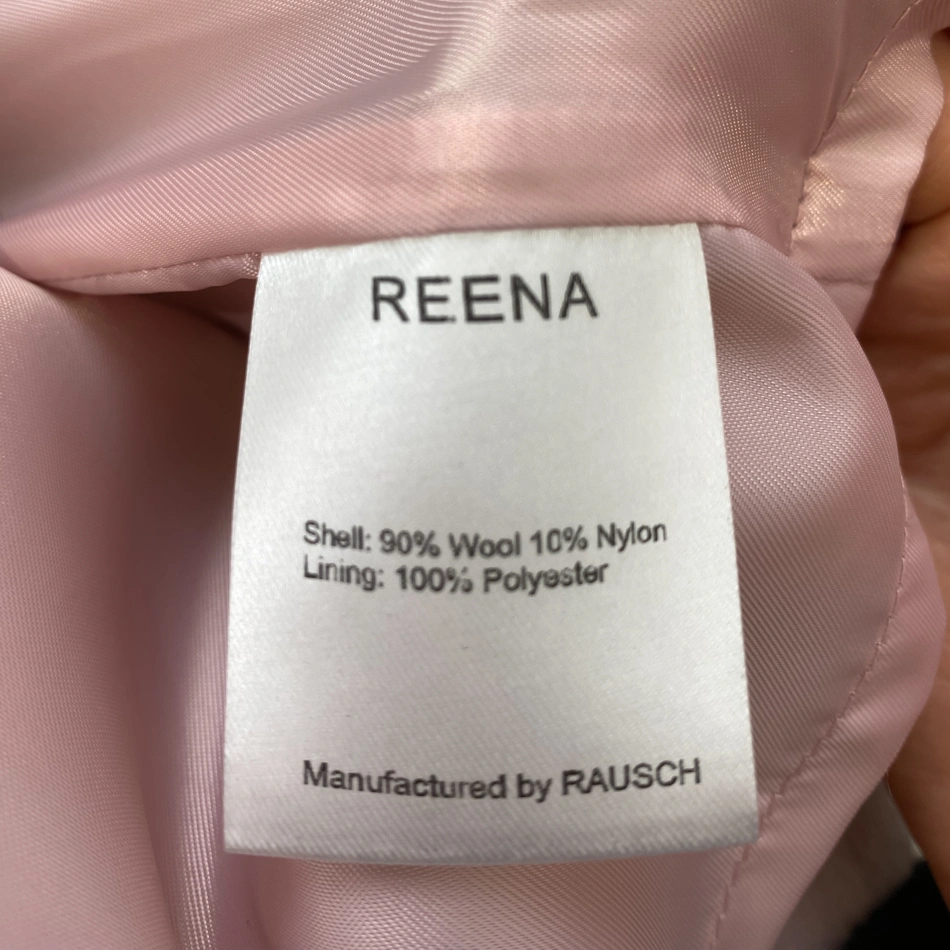 REENA
Shell: 90% Wool 10% Nylon
Lining: 100% Polyester
Manufactured by RAUSCH